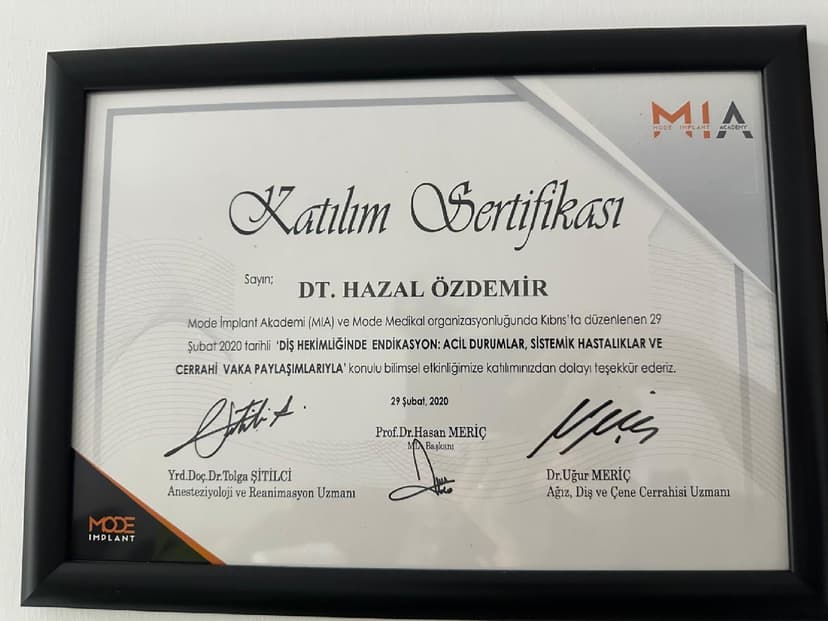 MIA
MODE IMPLANT ACADEMY
Katılım Sertifikası
Sayın;
DT. HAZAL ÖZDEMİR
Mode İmplant Akademi (MIA) ve Mode Medikal organizasyonluğunda Kıbrıs'ta düzenlenen 29
Şubat 2020 tarihli 'DİŞ HEKİMLİĞİNDE ENDİKASYON: ACİL DURUMLAR, SİSTEMİK HASTALIKLAR VE
CERRAHİ VAKA PAYLAŞIMLARIYLA' konulu bilimsel etkinliğimize katılımınızdan dolayı teşekkür ederiz.
29 Şubat, 2020
Prof.Dr.Hasan MERİÇ
Başkanı
Yrd.Doç.Dr.Tolga ŞİTİLCİ
Anesteziyoloji ve Reanimasyon Uzmanı
Dr.Uğur MERİÇ
Ağız, Diş ve Çene Cerrahisi Uzmanı
MODE
IMPLANT